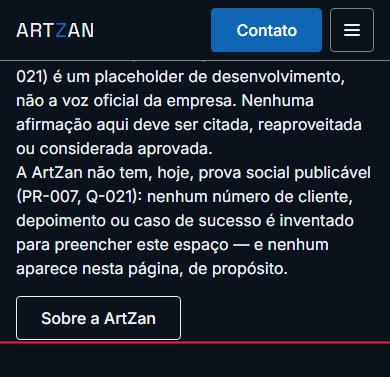 ARTZAN
Contato
021) é um placeholder de desenvolvimento,
não a voz oficial da empresa. Nenhuma
afirmação aqui deve ser citada, reaproveitada
ou considerada aprovada.
A ArtZan não tem, hoje, prova social publicável
(PR-007, Q-021): nenhum número de cliente,
depoimento ou caso de sucesso é inventado
para preencher este espaço — e nenhum
aparece nesta página, de propósito.
Sobre a ArtZan